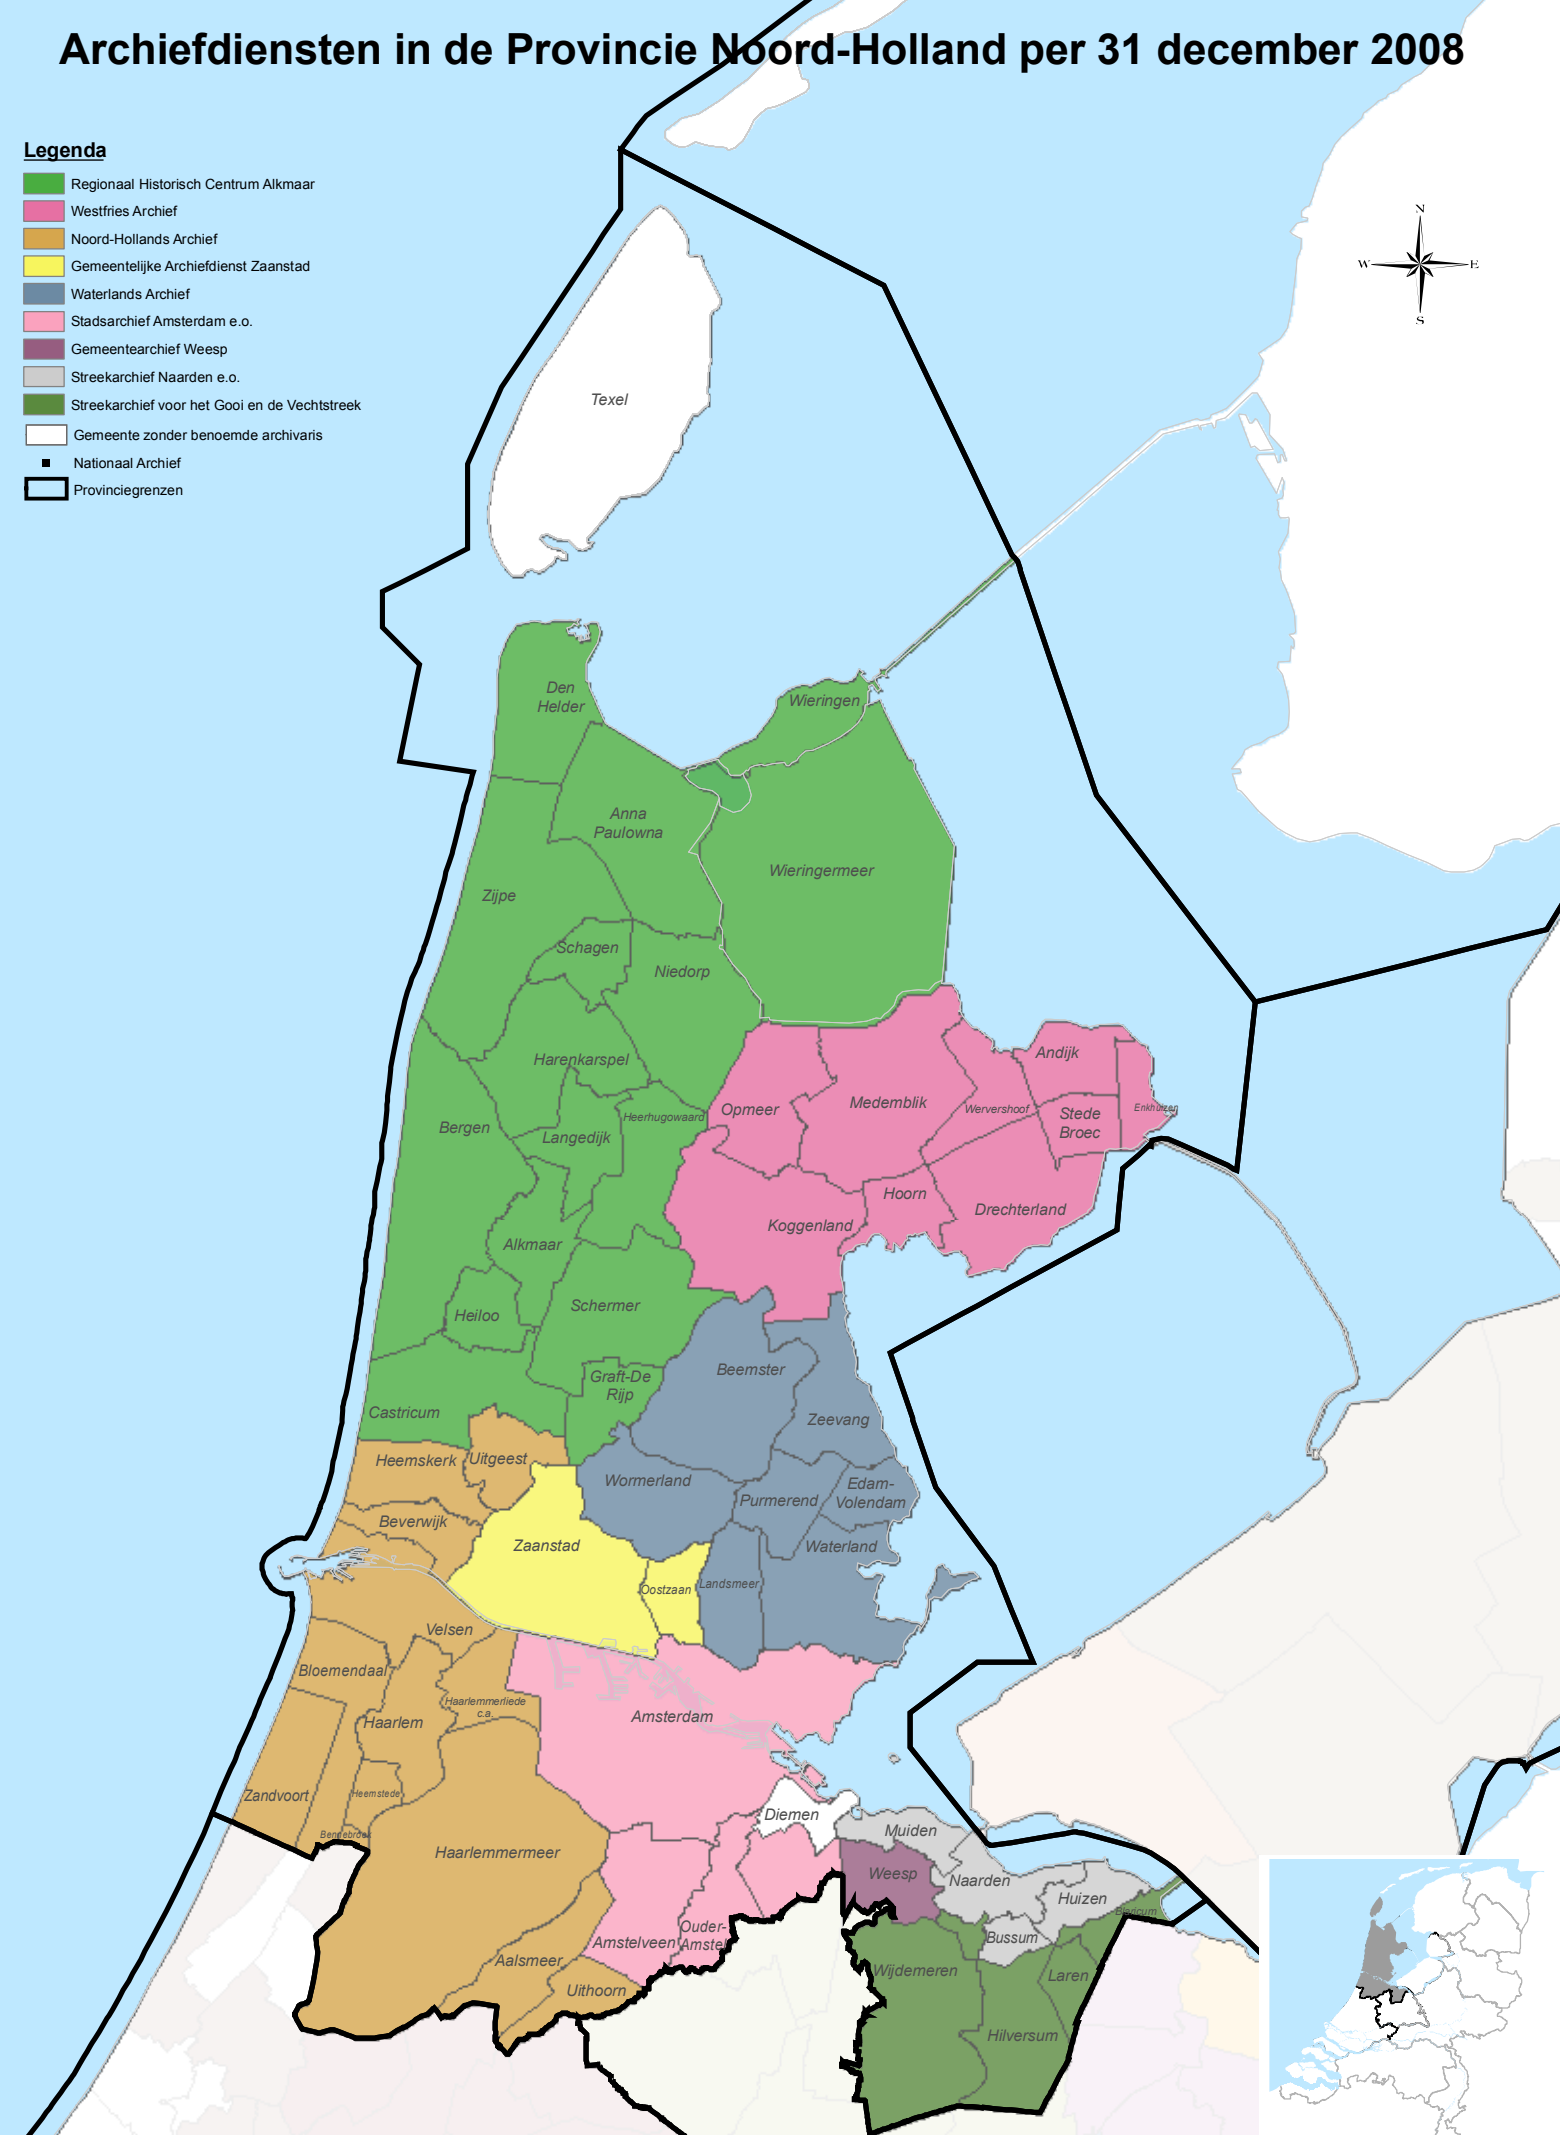 Archiefdiensten in de Provincie Noord-Holland per 31 december 2008
Legenda
Regionaal Historisch Centrum Alkmaar
Westfries Archief
Noord-Hollands Archief
Gemeentelijke Archiefdienst Zaanstad
Waterlands Archief
Stadsarchief Amsterdam e.o.
Gemeentearchief Weesp
Streekarchief Naarden e.o.
Streekarchief voor het Gooi en de Vechtstreek
Gemeente zonder benoemde archivaris
Nationaal Archief
Provinciegrenzen
N
W
E
S
Texel
Den
Helder
Wieringen
Anna
Paulowna
Wieringermeer
Zijpe
Schagen
Niedorp
Harenkarspel
Andijk
Opmeer
Medemblik
Wervershoof
Enkhuizen
Heerhugowaard
Stede
Broec
Bergen
Langedijk
Hoorn
Drechterland
Koggenland
Alkmaar
Heiloo
Schermer
Beemster
Graft-De
Rijp
Castricum
Zeevang
Heemskerk
Uitgeest
Wormerland
Edam-
Volendam
Purmerend
Beverwijk
Zaanstad
Waterland
Oostzaan
Landsmeer
Velsen
Bloemendaal
Haarlemmerliede
c.a.
Haarlem
Amsterdam
Zandvoort
Heemstede
Diemen
Bennebroek
Muiden
Haarlemmermeer
Weesp
Naarden
Huizen
Blaricum
Ouder-
Amstel
Amstelveen
Bussum
Aalsmeer
Wijdemeren
Laren
Uithoorn
Hilversum